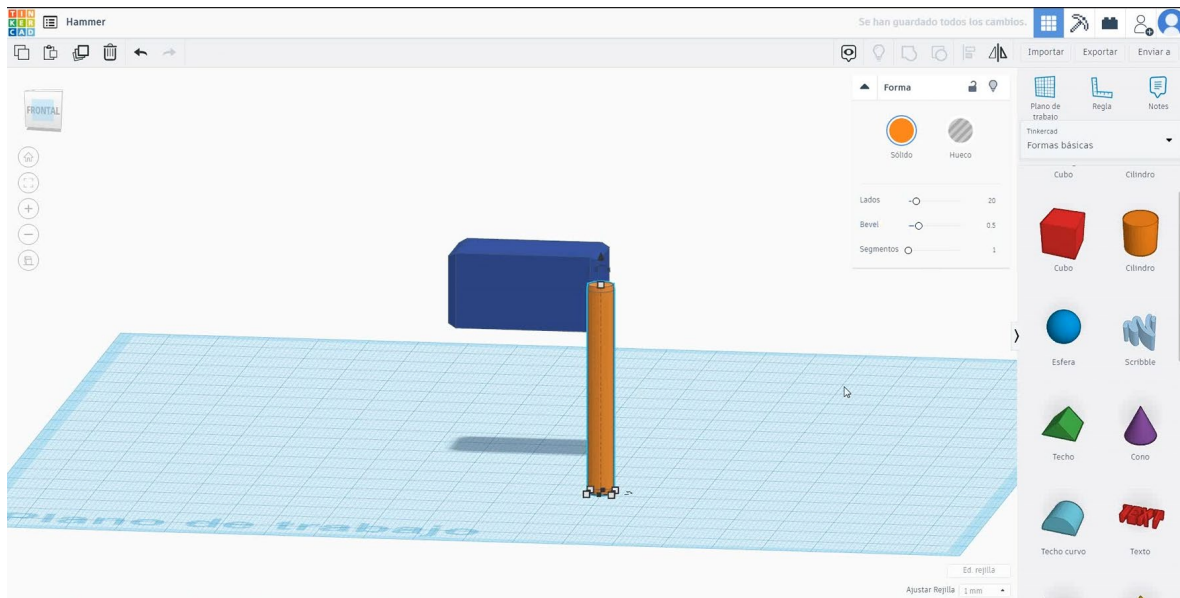 TIN
KER
CAD
Hammer
Se han guardado todos los cambios.
Importar
Exportar
Enviar a
FRONTAL
Forma
Sólido
Hueco
Lados
20
Bevel
0.5
Segmentos
1
Plano de
trabajo
Regla
Notes
Tinkercad
Formas básicas
Cubo
Cilindro
Cubo
Cilindro
Esfera
Scribble
Techo
Cono
TEXT
Techo curvo
Texto
plano de trabajo
Ed. rejilla
Ajustar Rejilla
1 mm